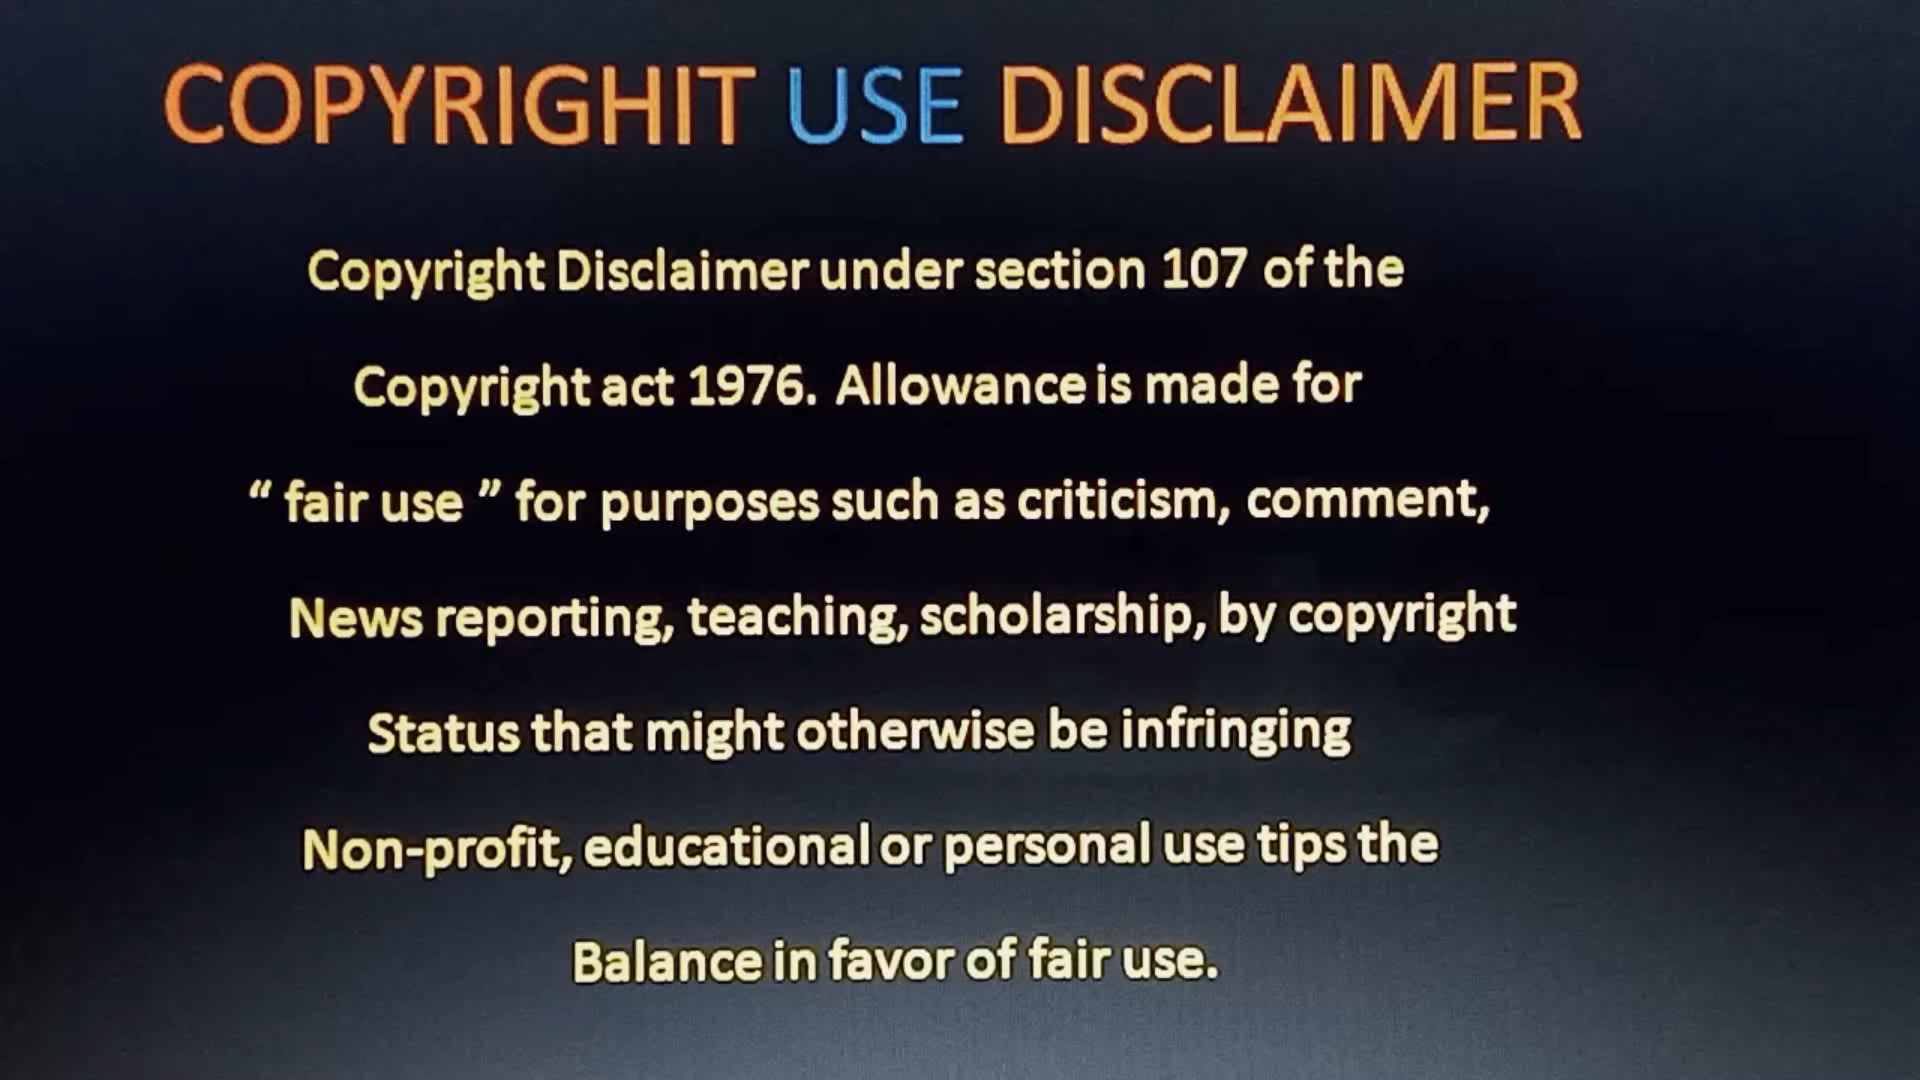 COPYRIGHIT USE DISCLAIMER
Copyright Disclaimer under section 107 of the
Copyright act 1976. Allowance is made for
“ fair use ” for purposes such as criticism, comment,
News reporting, teaching, scholarship, by copyright
Status that might otherwise be infringing
Non-profit, educational or personal use tips the
Balance in favor of fair use.